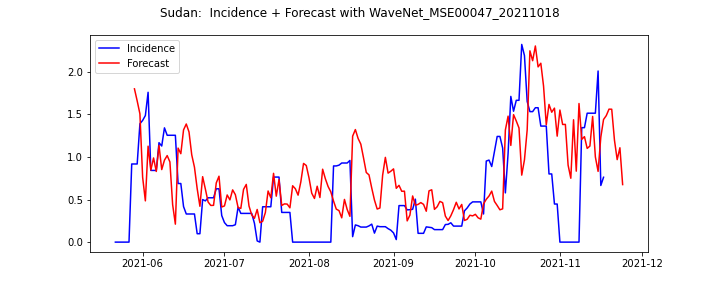 Sudan:  Incidence + Forecast with WaveNet_MSE00047_20211018
Incidence
Forecast
2.0
1.5
1.0
0.5
0.0
2021-06 2021-07 2021-08 2021-09 2021-10 2021-11 2021-12